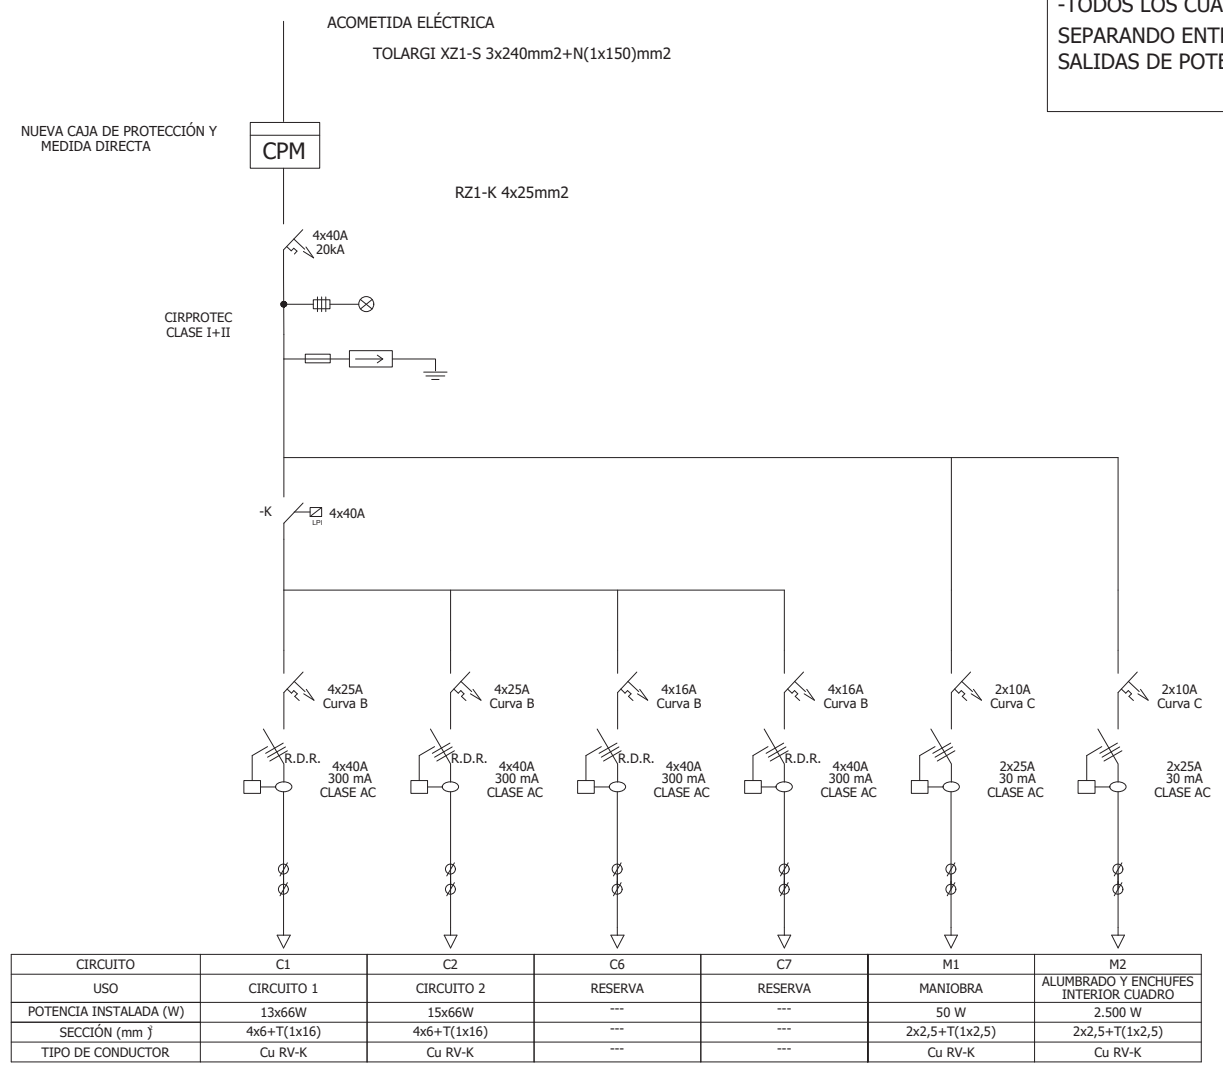 -TODOS LOS CUA
SEPARANDO ENT
SALIDAS DE POT
ACOMETIDA ELÉCTRICA
TOLARGI XZ1-S 3x240mm2+N(1x150)mm2
NUEVA CAJA DE PROTECCIÓN Y
MEDIDA DIRECTA
CPM
RZ1-K 4x25mm2
4x40A
20kA
CIRPROTEC
CLASE I+II
-K
LPI
4x40A
4x25A
Curva B
4x25A
Curva B
4x16A
Curva B
4x16A
Curva B
2x10A
Curva C
2x10A
Curva C
R.D.R.
4x40A
300 mA
CLASE AC
R.D.R.
4x40A
300 mA
CLASE AC
R.D.R.
4x40A
300 mA
CLASE AC
R.D.R.
4x40A
300 mA
CLASE AC
2x25A
30 mA
CLASE AC
2x25A
30 mA
CLASE AC
CIRCUITO C1 C2 C6 C7 M1 M2
USO CIRCUITO 1 CIRCUITO 2 RESERVA RESERVA MANIOBRA ALUMBRADO Y ENCHUFES
INTERIOR CUADRO
POTENCIA INSTALADA (W) 13x66W 15x66W --- --- 50 W 2.500 W
SECCIÓN (mm²) 4x6+T(1x16) 4x6+T(1x16) --- --- 2x2,5+T(1x2,5) 2x2,5+T(1x2,5)
TIPO DE CONDUCTOR Cu RV-K Cu RV-K --- --- Cu RV-K Cu RV-K